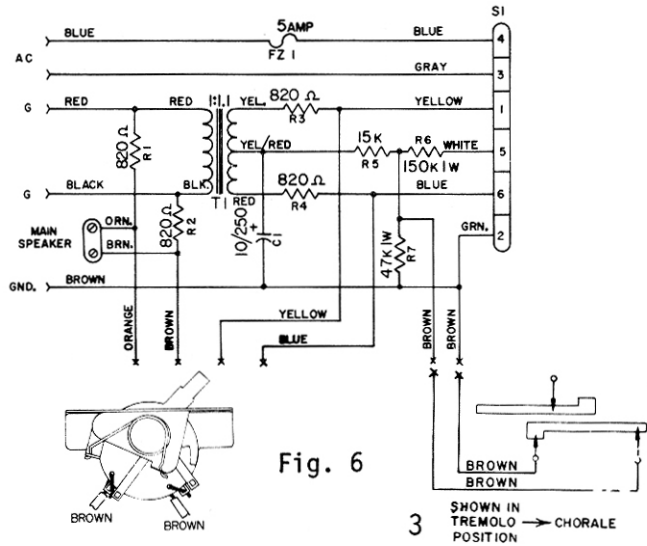 S1
BLUE
5AMP
BLUE
4
FZ 1
AC
GRAY
3
G
RED
RED
1:1.1
YEL.
820 Ω
R3
YELLOW
1
820 Ω
R1
YEL/RED
15K
R5
R6
WHITE
5
150K 1W
820 Ω
G
BLACK
BLK.
T1
RED
R4
BLUE
6
MAIN
SPEAKER
ORN.
BRN.
820 Ω
R2
10/250
+
C1
47K 1W
R7
GRN.
2
GND.
BROWN
ORANGE
BROWN
YELLOW
BLUE
BROWN
BROWN
Fig. 6
BROWN
BROWN
BROWN
BROWN
3
SHOWN IN
TREMOLO → CHORALE
POSITION